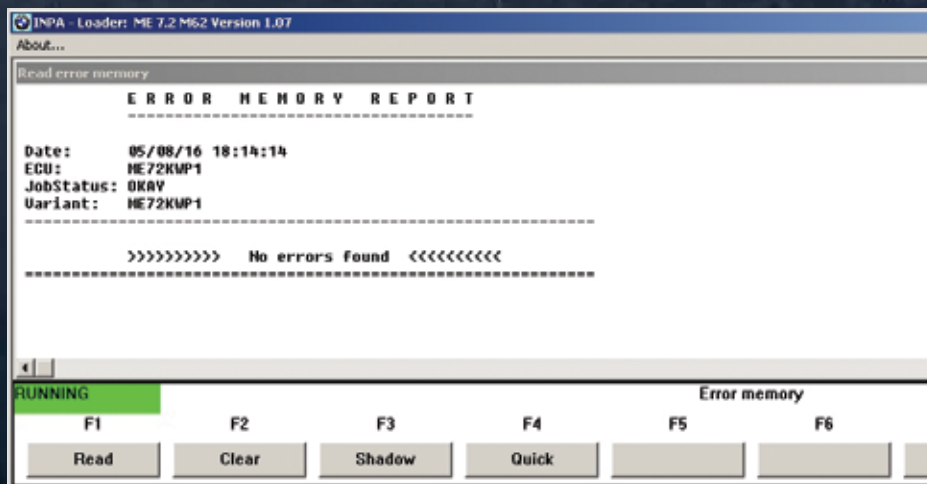 INPA - Loader: ME 7.2 M62 Version 1.07
About...
Read error memory
E R R O R   M E M O R Y   R E P O R T
-------------------------------------
Date: 05/08/16 18:14:14
ECU: ME72KWP1
JobStatus: OKAY
Variant: ME72KWP1
-------------------------------------------------------------
>>>>>>>>>> No errors found <<<<<<<<<<
=============================================================
RUNNING Error memory
F1 F2 F3 F4 F5 F6
Read Clear Shadow Quick